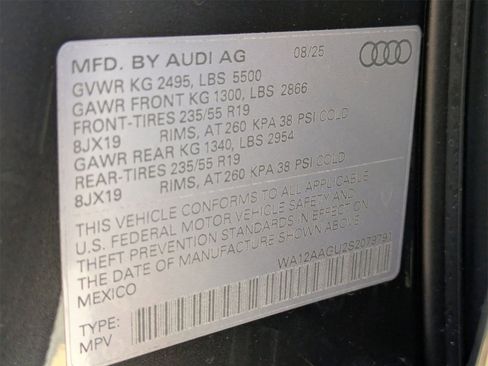 MFD. BY AUDI AG 08/25
GVWR KG 2495, LBS 5500
GAWR FRONT KG 1300, LBS 2866
FRONT-TIRES 235/55 R19
8JX19 RIMS, AT 260 KPA 38 PSI COLD
GAWR REAR KG 1340, LBS 2954
REAR-TIRES 235/55 R19
8JX19 RIMS, AT 260 KPA 38 PSI COLD
THIS VEHICLE CONFORMS TO ALL APPLICABLE
U.S. FEDERAL MOTOR VEHICLE SAFETY AND
THEFT PREVENTION STANDARDS IN EFFECT ON
THE DATE OF MANUFACTURE SHOWN ABOVE.
MEXICO WA12AAGU2S2079791
TYPE:
MPV